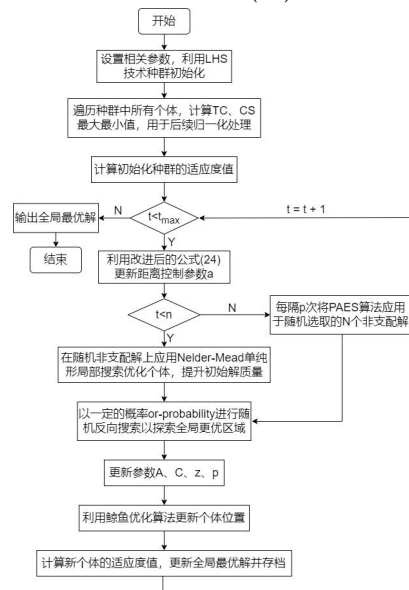 开始
设置相关参数，利用LHS
技术种群初始化
遍历种群中所有个体，计算TC、CS
最大最小值，用于后续归一化处理
计算初始化种群的适应度值
t<tmax
N
输出全局最优解
结束
t = t + 1
Y
利用改进后的公式(24)
更新距离控制参数a
t<n
N
每隔p次将PAES算法应用
于随机选取的N个非支配解
Y
在随机非支配解上应用Nelder-Mead单纯
形局部搜索优化个体，提升初始解质量
以一定的概率or-probability进行随
机反向搜索以探索全局更优区域
更新参数A、C、z、p
利用鲸鱼优化算法更新个体位置
计算新个体的适应度值，更新全局最优解并存档